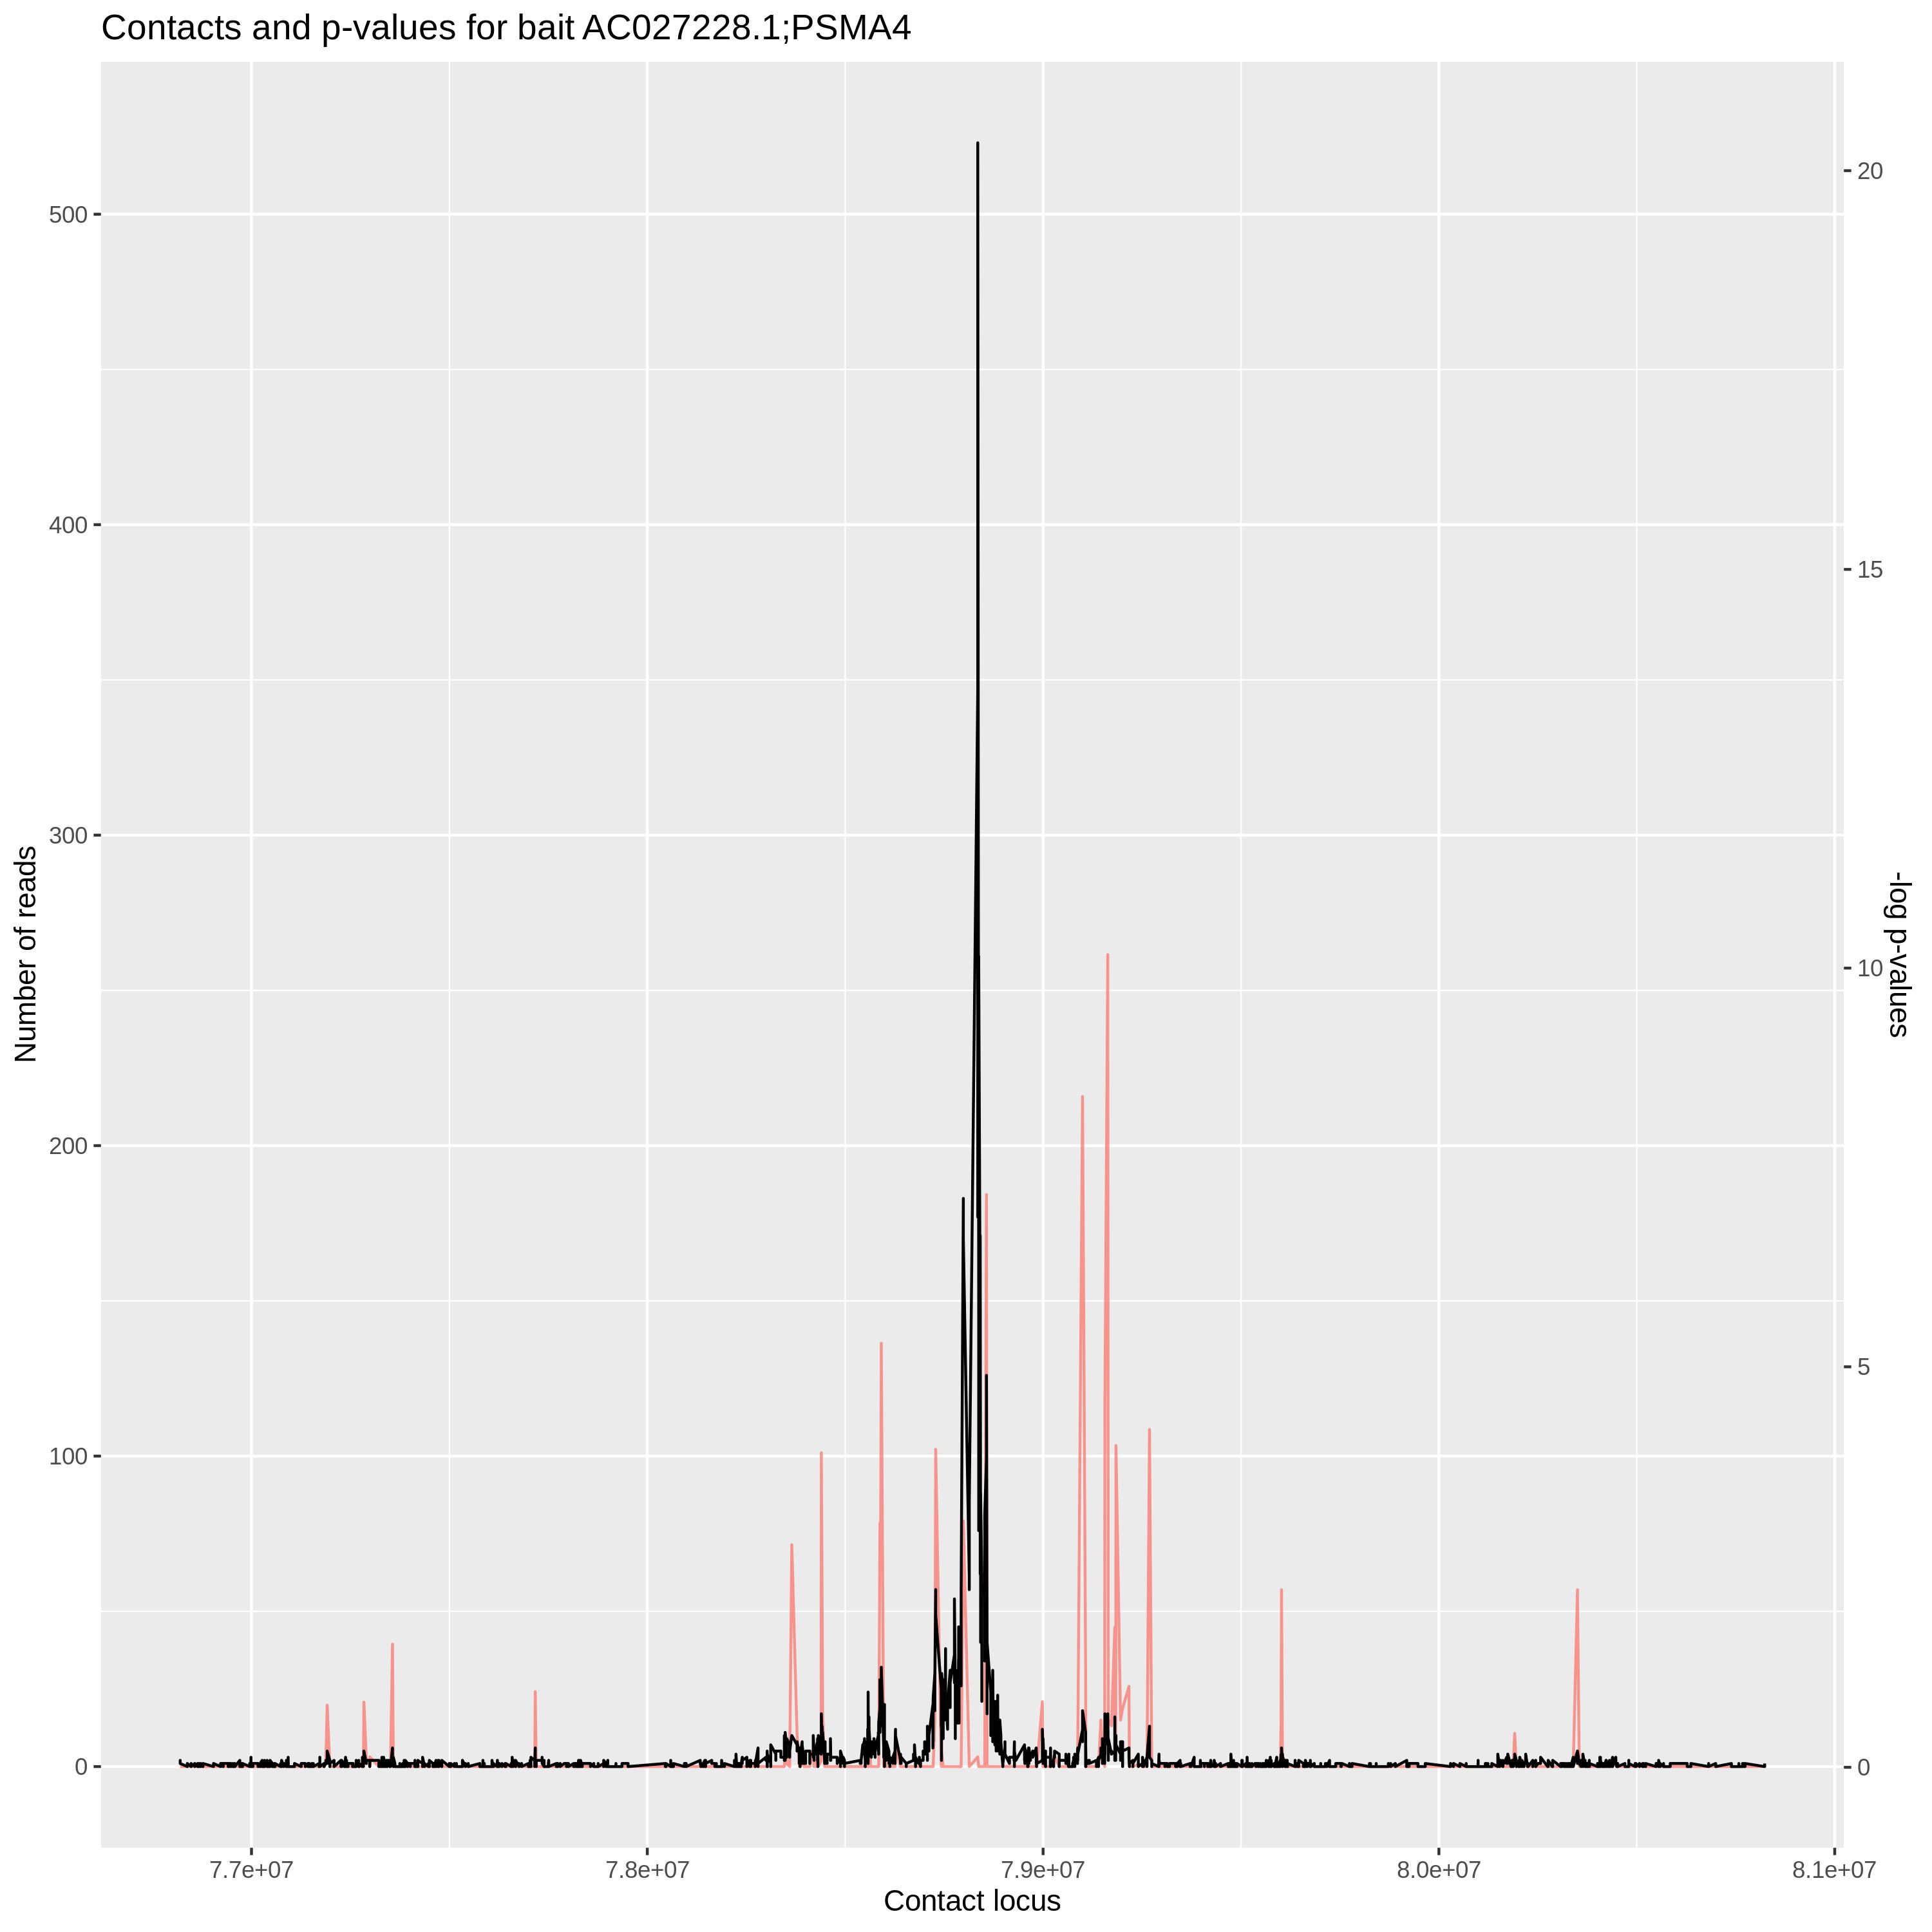 Contacts and p-values for bait AC027228.1;PSMA4
Number of reads
500
400
300
200
100
0
20
15
10
5
0
-log p-values
7.7e+07 7.8e+07 7.9e+07 8.0e+07 8.1e+07
Contact locus